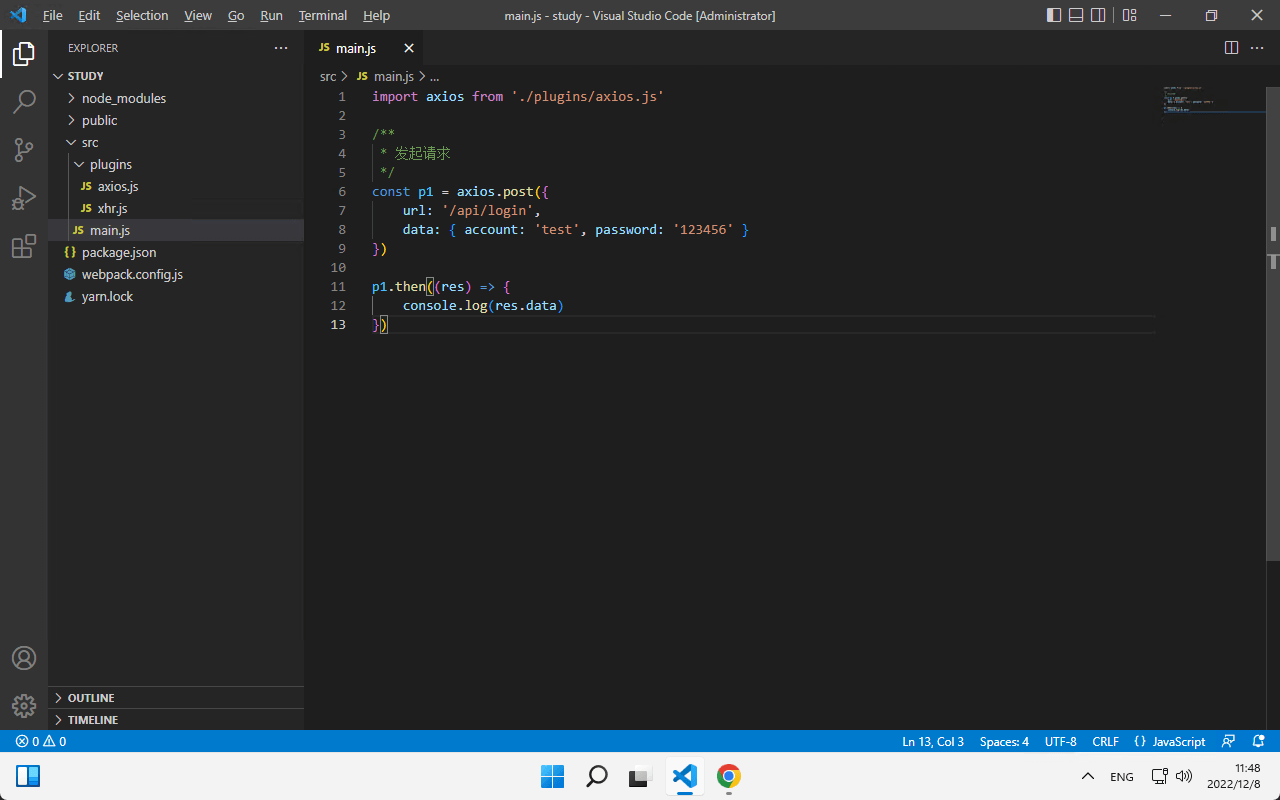 File Edit Selection View Go Run Terminal Help main.js - study - Visual Studio Code [Administrator]
EXPLORER
STUDY
node_modules
public
src
plugins
JS axios.js
JS xhr.js
JS main.js
{} package.json
webpack.config.js
yarn.lock
OUTLINE
TIMELINE
JS main.js
src > JS main.js > ...
1 import axios from './plugins/axios.js'
2
3 /**
4 * 发起请求
5 */
6 const p1 = axios.post({
7 url: '/api/login',
8 data: { account: 'test', password: '123456' }
9 })
10
11 p1.then((res) => {
12 console.log(res.data)
13 })
0 0 Ln 13, Col 3 Spaces: 4 UTF-8 CRLF {} JavaScript
ENG
11:48
2022/12/8